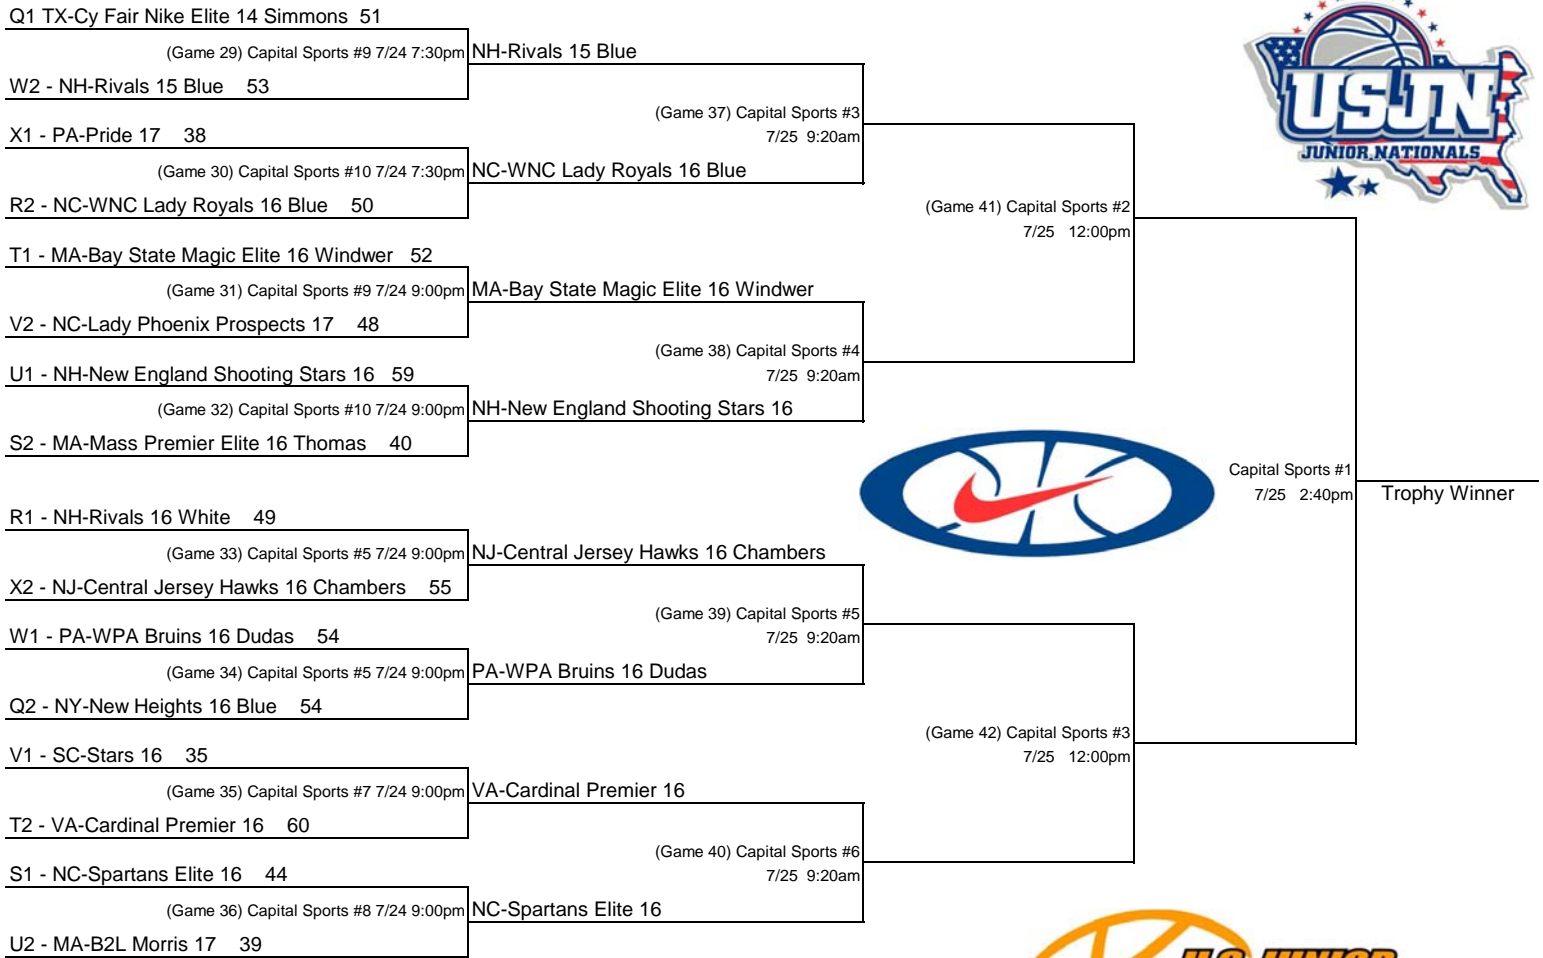 Q1 TX-Cy Fair Nike Elite 14 Simmons 51
(Game 29) Capital Sports #9 7/24 7:30pm
NH-Rivals 15 Blue
W2 - NH-Rivals 15 Blue 53
(Game 37) Capital Sports #3
7/25 9:20am
X1 - PA-Pride 17 38
(Game 30) Capital Sports #10 7/24 7:30pm
NC-WNC Lady Royals 16 Blue
R2 - NC-WNC Lady Royals 16 Blue 50
(Game 41) Capital Sports #2
7/25 12:00pm
T1 - MA-Bay State Magic Elite 16 Windwer 52
(Game 31) Capital Sports #9 7/24 9:00pm
MA-Bay State Magic Elite 16 Windwer
V2 - NC-Lady Phoenix Prospects 17 48
(Game 38) Capital Sports #4
7/25 9:20am
U1 - NH-New England Shooting Stars 16 59
(Game 32) Capital Sports #10 7/24 9:00pm
NH-New England Shooting Stars 16
S2 - MA-Mass Premier Elite 16 Thomas 40
Capital Sports #1
7/25 2:40pm
Trophy Winner
R1 - NH-Rivals 16 White 49
(Game 33) Capital Sports #5 7/24 9:00pm
NJ-Central Jersey Hawks 16 Chambers
X2 - NJ-Central Jersey Hawks 16 Chambers 55
(Game 39) Capital Sports #5
7/25 9:20am
W1 - PA-WPA Bruins 16 Dudas 54
(Game 34) Capital Sports #5 7/24 9:00pm
PA-WPA Bruins 16 Dudas
Q2 - NY-New Heights 16 Blue 54
(Game 42) Capital Sports #3
7/25 12:00pm
V1 - SC-Stars 16 35
(Game 35) Capital Sports #7 7/24 9:00pm
VA-Cardinal Premier 16
T2 - VA-Cardinal Premier 16 60
(Game 40) Capital Sports #6
7/25 9:20am
S1 - NC-Spartans Elite 16 44
(Game 36) Capital Sports #8 7/24 9:00pm
NC-Spartans Elite 16
U2 - MA-B2L Morris 17 39
USJN
JUNIOR NATIONALS
U.S. JUNIOR